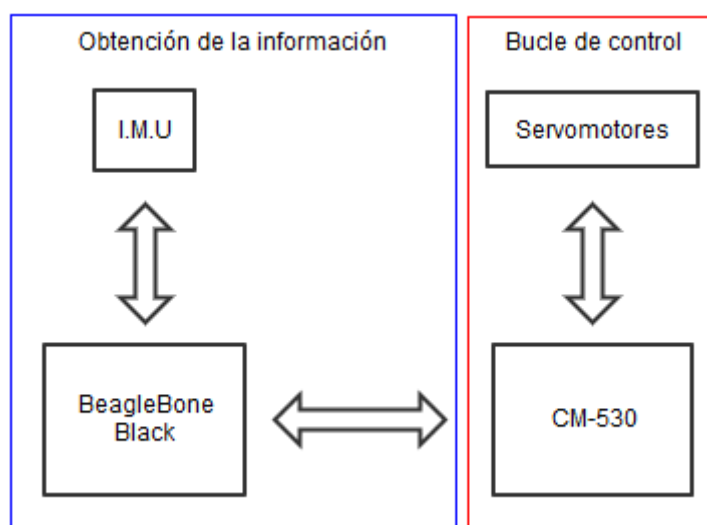 Obtención de la información
Bucle de control
I.M.U
Servomotores
BeagleBone
Black
CM-530